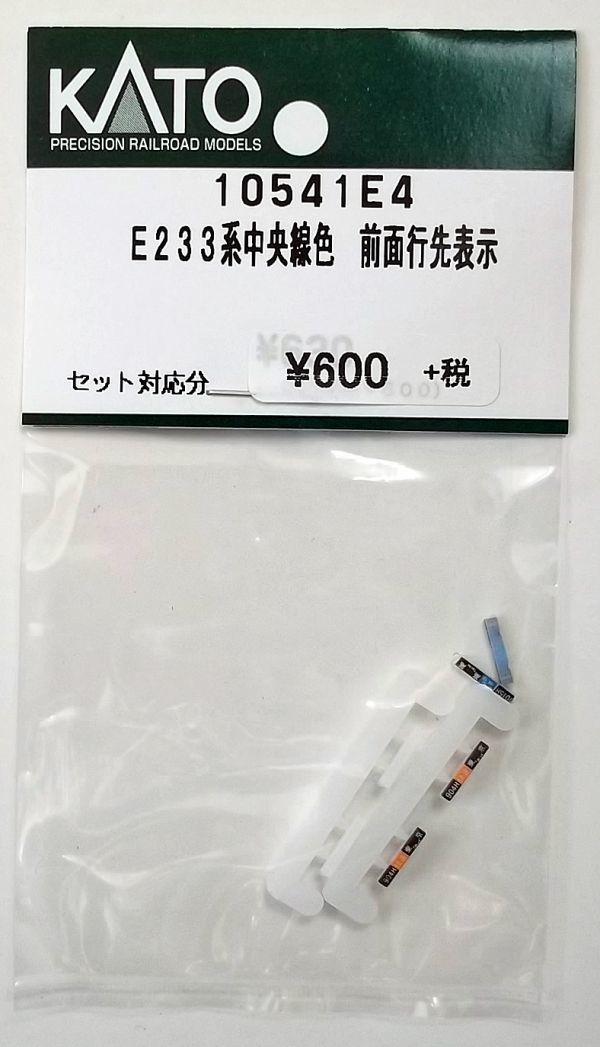 KATO
PRECISION RAILROAD MODELS
10541E4
E233系中央線色 前面行先表示
セット対応分
¥600 +税
¥630